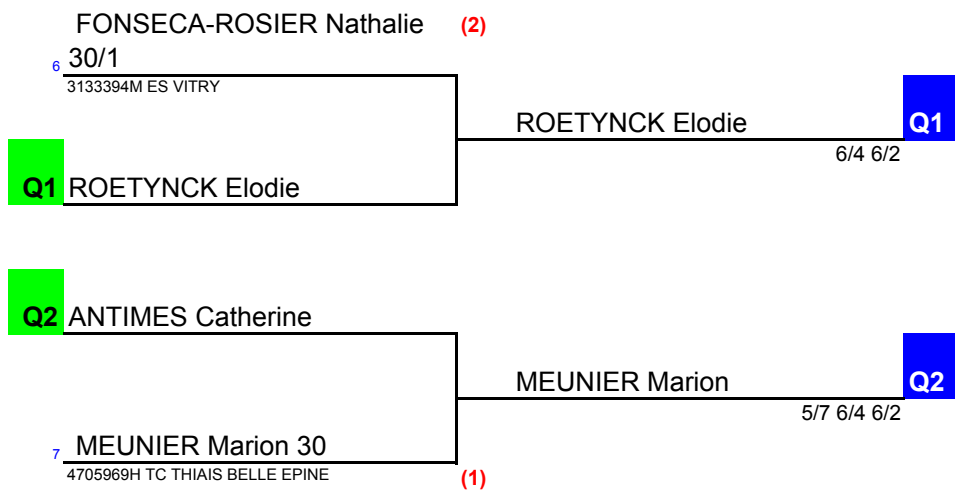 FONSECA-ROSIER Nathalie (2)
6 30/1
3133394M ES VITRY
ROETYNCK Elodie Q1
6/4 6/2
Q1 ROETYNCK Elodie
Q2 ANTIMES Catherine
MEUNIER Marion Q2
5/7 6/4 6/2
7 MEUNIER Marion 30
4705969H TC THIAIS BELLE EPINE (1)